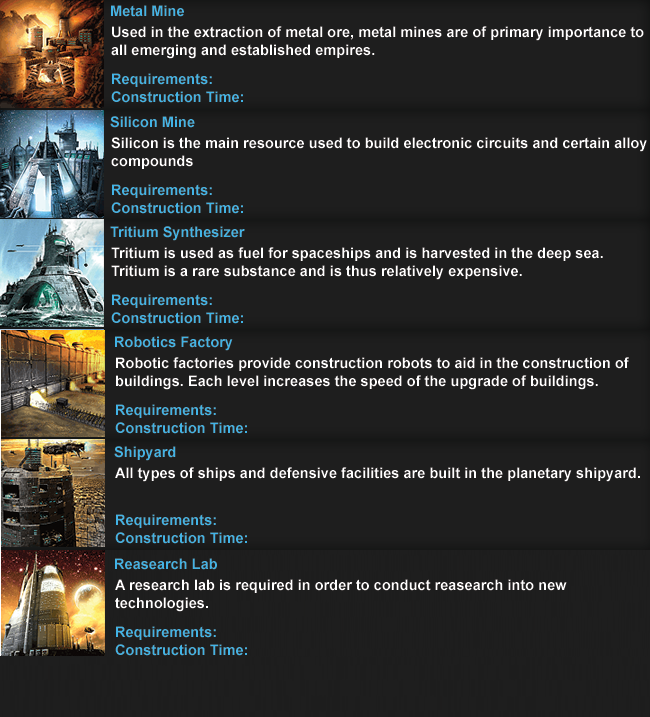 Metal Mine
Used in the extraction of metal ore, metal mines are of primary importance to
all emerging and established empires.
Requirements:
Construction Time:
Silicon Mine
Silicon is the main resource used to build electronic circuits and certain alloy
compounds
Requirements:
Construction Time:
Tritium Synthesizer
Tritium is used as fuel for spaceships and is harvested in the deep sea.
Tritium is a rare substance and is thus relatively expensive.
Requirements:
Construction Time:
Robotics Factory
Robotic factories provide construction robots to aid in the construction of
buildings. Each level increases the speed of the upgrade of buildings.
Requirements:
Construction Time:
Shipyard
All types of ships and defensive facilities are built in the planetary shipyard.
Requirements:
Construction Time:
Reasearch Lab
A research lab is required in order to conduct reasearch into new
technologies.
Requirements:
Construction Time: